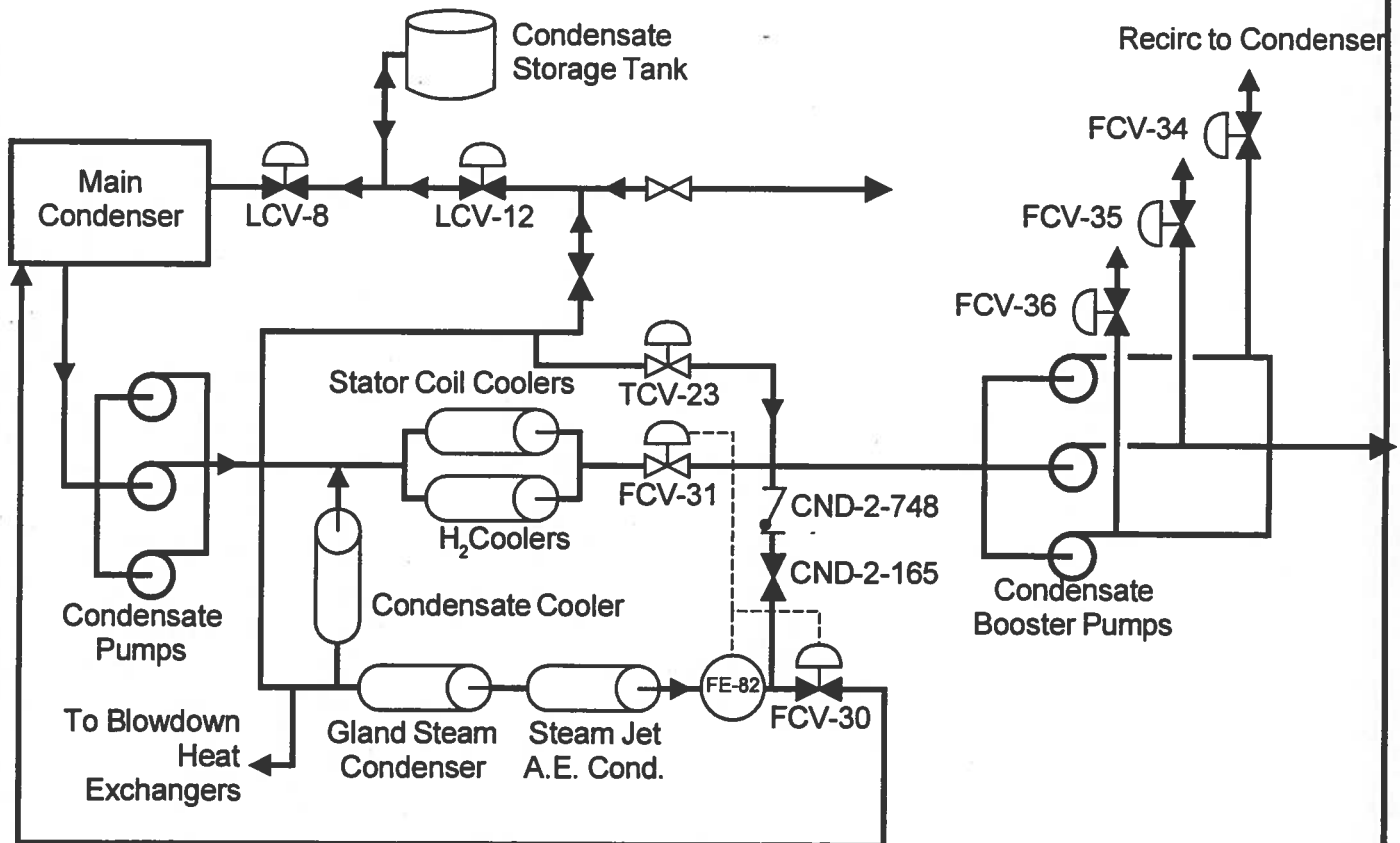 Condensate
Storage Tank
Recirc to Condenser
FCV-34
Main
Condenser
LCV-8
LCV-12
FCV-35
FCV-36
Stator Coil Coolers
TCV-23
FCV-31
H₂Coolers
CND-2-748
CND-2-165
Condensate
Pumps
Condensate Cooler
Condensate
Booster Pumps
FE-82
FCV-30
To Blowdown
Heat
Exchangers
Gland Steam
Condenser
Steam Jet
A.E. Cond.